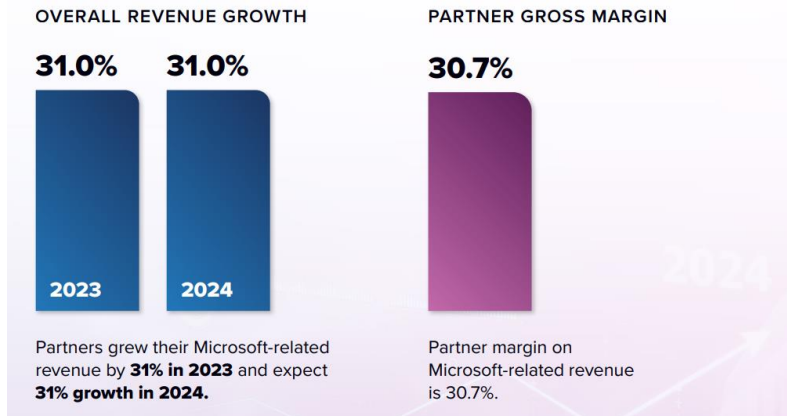 OVERALL REVENUE GROWTH
31.0% 31.0%
2023 2024
Partners grew their Microsoft-related
revenue by 31% in 2023 and expect
31% growth in 2024.
PARTNER GROSS MARGIN
30.7%
Partner margin on
Microsoft-related revenue
is 30.7%.
2024